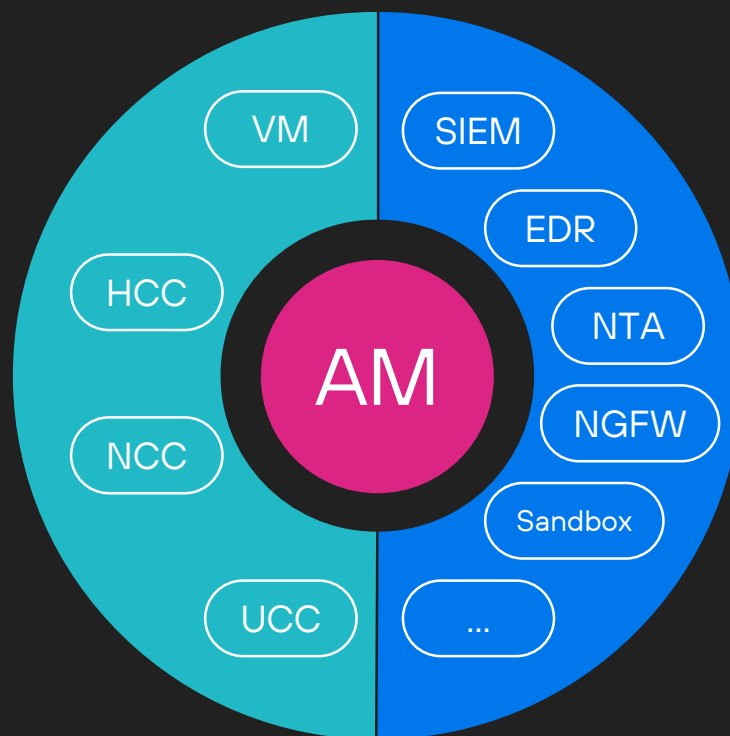 VM
SIEM
EDR
HCC
NTA
AM
NGFW
NCC
Sandbox
UCC
...